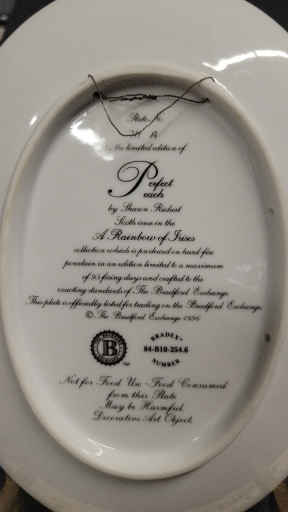 Plate No.
of the limited edition of
Perfect
Peach
by Sharon Rickert
Sixth issue in the
A Rainbow of Irises
collection which is produced on hard-fire
porcelain in an edition limited to a maximum
of 95 firing days and crafted to the
exacting standards of The Bradford Exchange
This plate is officially listed for trading on the Bradford Exchange.
© The Bradford Exchange 1996
B
BRADEX®
84-B10-254.6
NUMBER
Not for Food Use - Food Consumed
from this Plate
May be Harmful.
Decorative Art Object.